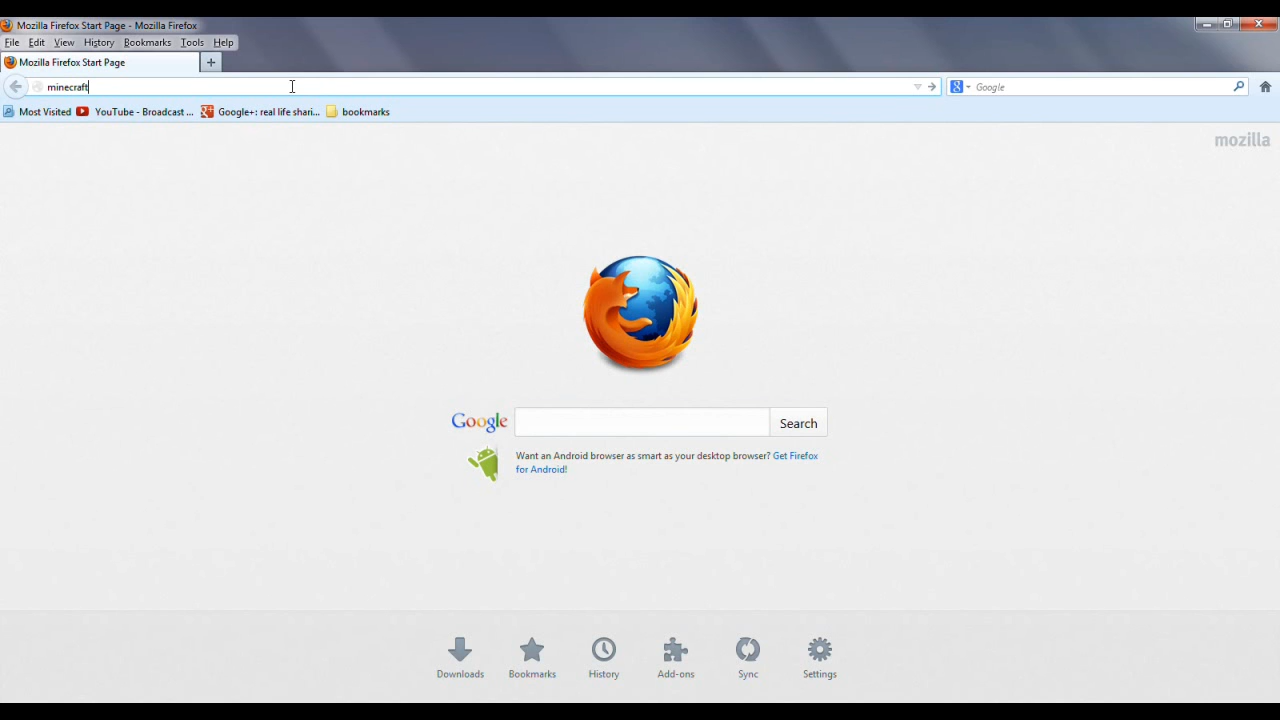 Mozilla Firefox Start Page - Mozilla Firefox
File Edit View History Bookmarks Tools Help
Mozilla Firefox Start Page
minecraft
Google
Most Visited YouTube - Broadcast ... Google+: real life shari... bookmarks
mozilla
Google
Search
Want an Android browser as smart as your desktop browser? Get Firefox
for Android!
Downloads Bookmarks History Add-ons Sync Settings